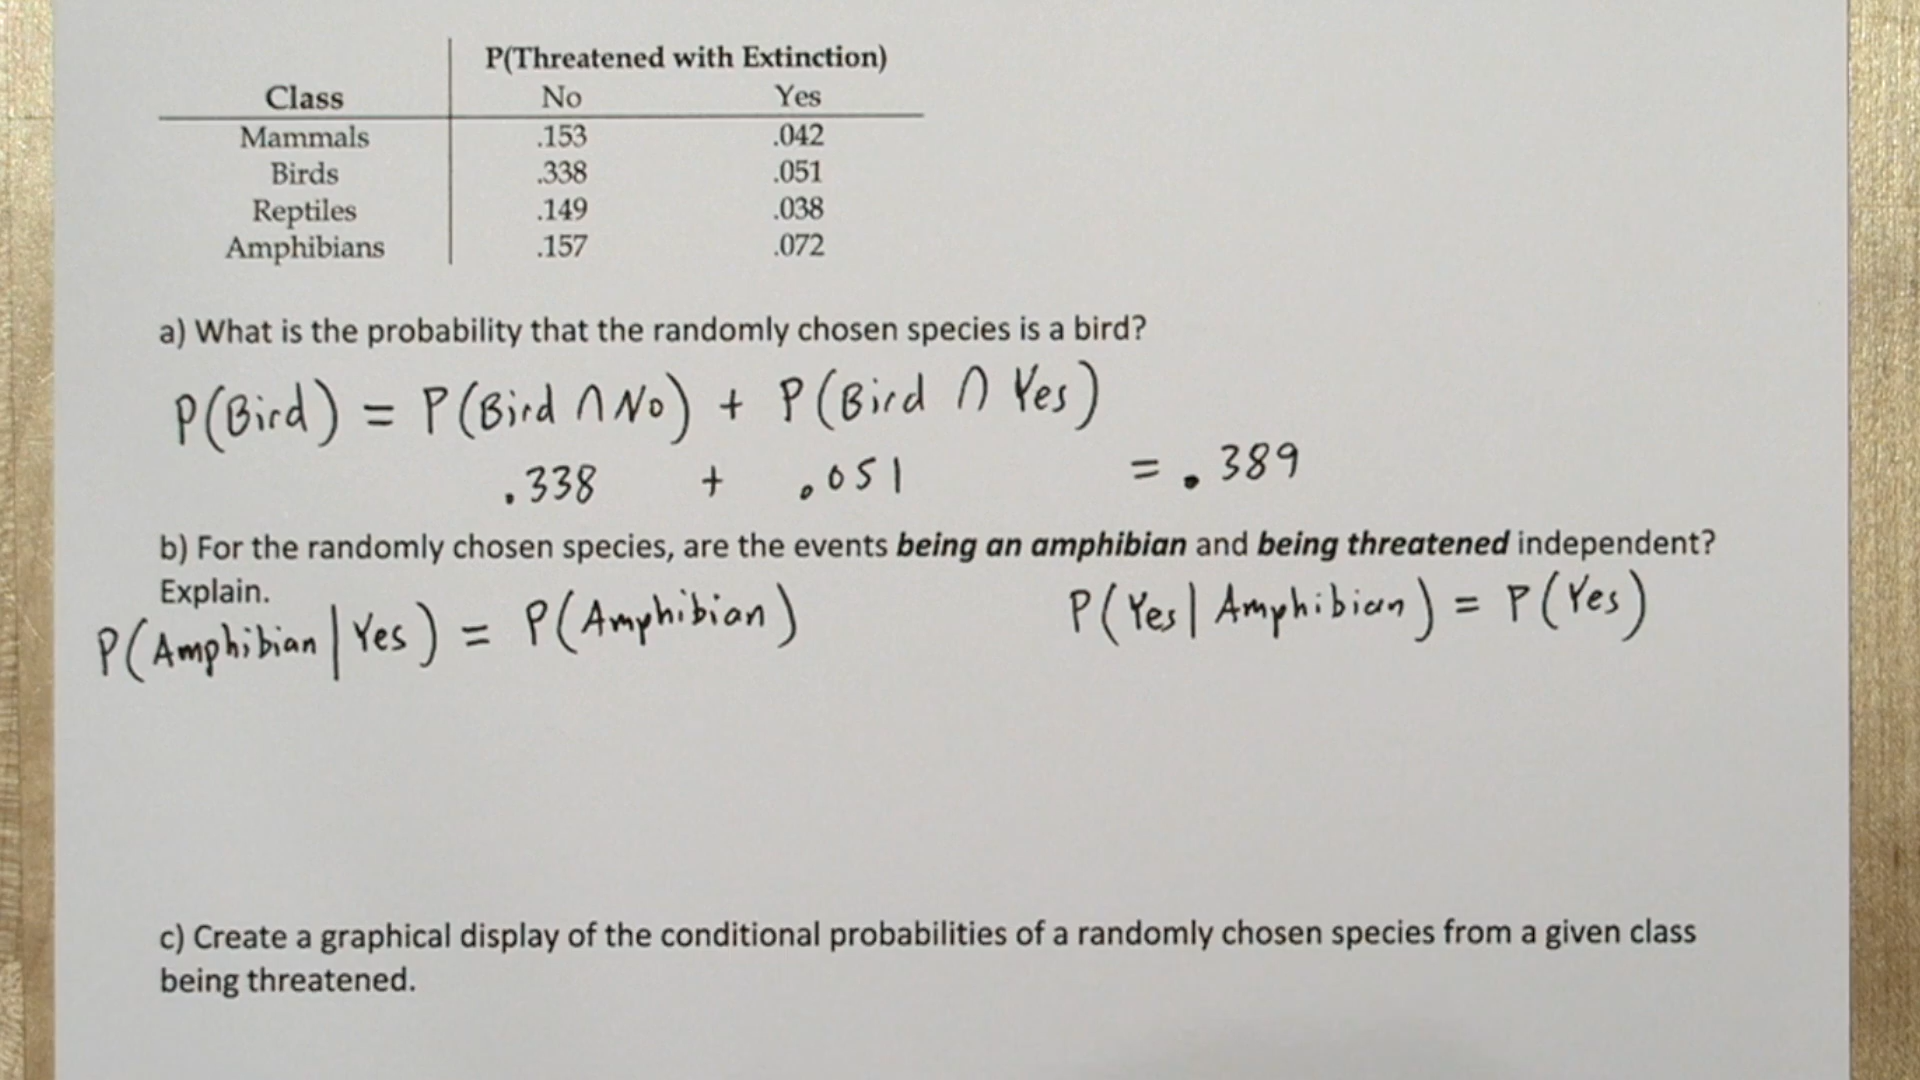 P(Threatened with Extinction)
Class No Yes
Mammals .153 .042
Birds .338 .051
Reptiles .149 .038
Amphibians .157 .072
a) What is the probability that the randomly chosen species is a bird?
P(Bird) = P(Bird ∩ No) + P(Bird ∩ Yes)
.338 + .051 = .389
b) For the randomly chosen species, are the events being an amphibian and being threatened independent?
Explain.
P(Amphibian | Yes) = P(Amphibian) P(Yes | Amphibian) = P(Yes)
c) Create a graphical display of the conditional probabilities of a randomly chosen species from a given class
being threatened.